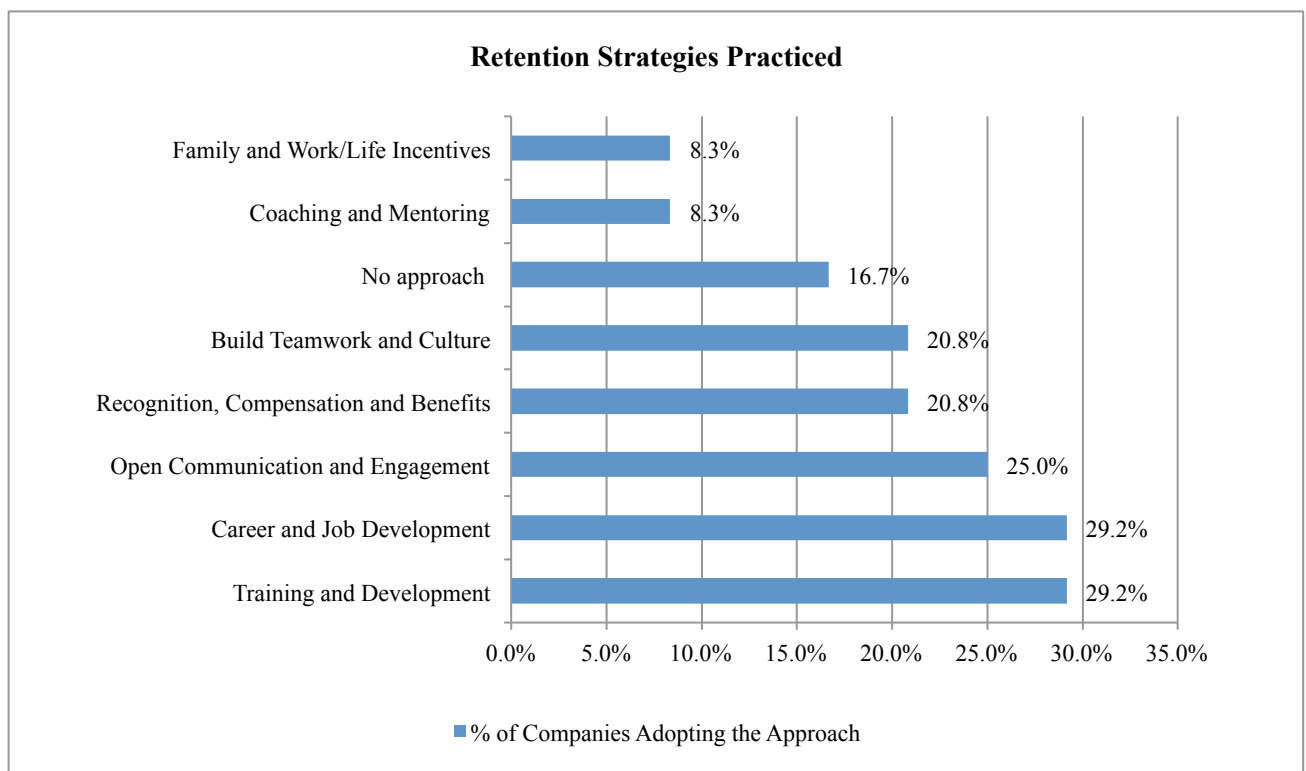 Retention Strategies Practiced
Family and Work/Life Incentives 8.3%
Coaching and Mentoring 8.3%
No approach 16.7%
Build Teamwork and Culture 20.8%
Recognition, Compensation and Benefits 20.8%
Open Communication and Engagement 25.0%
Career and Job Development 29.2%
Training and Development 29.2%
0.0% 5.0% 10.0% 15.0% 20.0% 25.0% 30.0% 35.0%
% of Companies Adopting the Approach